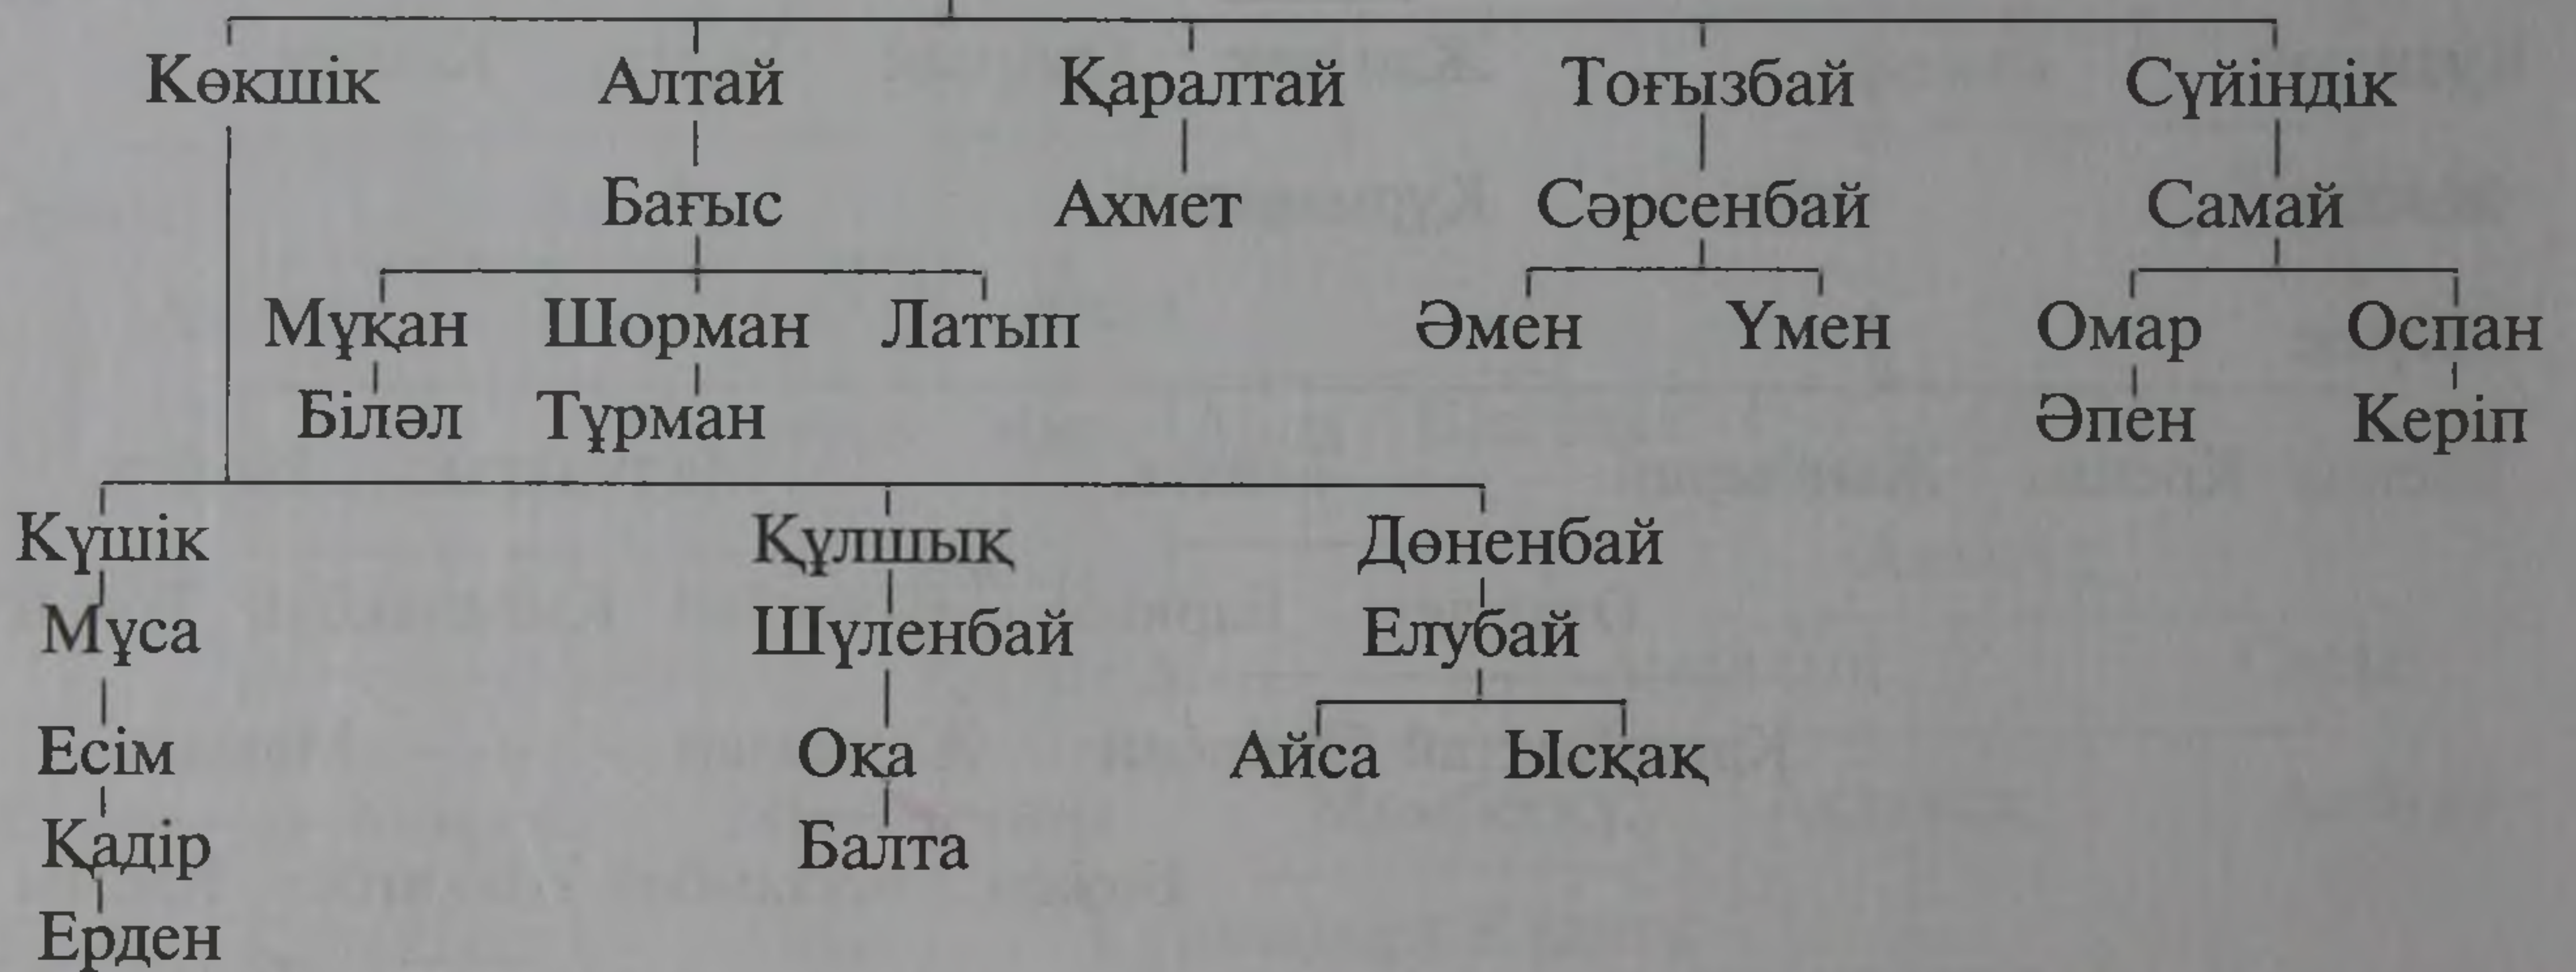 Көкшік Алтай Қаралтай Тоғызбай Сүйіндік
Бағыс Ахмет Сәрсенбай Самай
Мұқан Шорман Латып Әмен Үмен Омар Оспан
Біләл Тұрман Әпен Керіп
Күшік Құлшық Дөненбай
Мұса Шүленбай Елубай
Есім Оқа Айса Ысқақ
Қадір Балта
Ерден